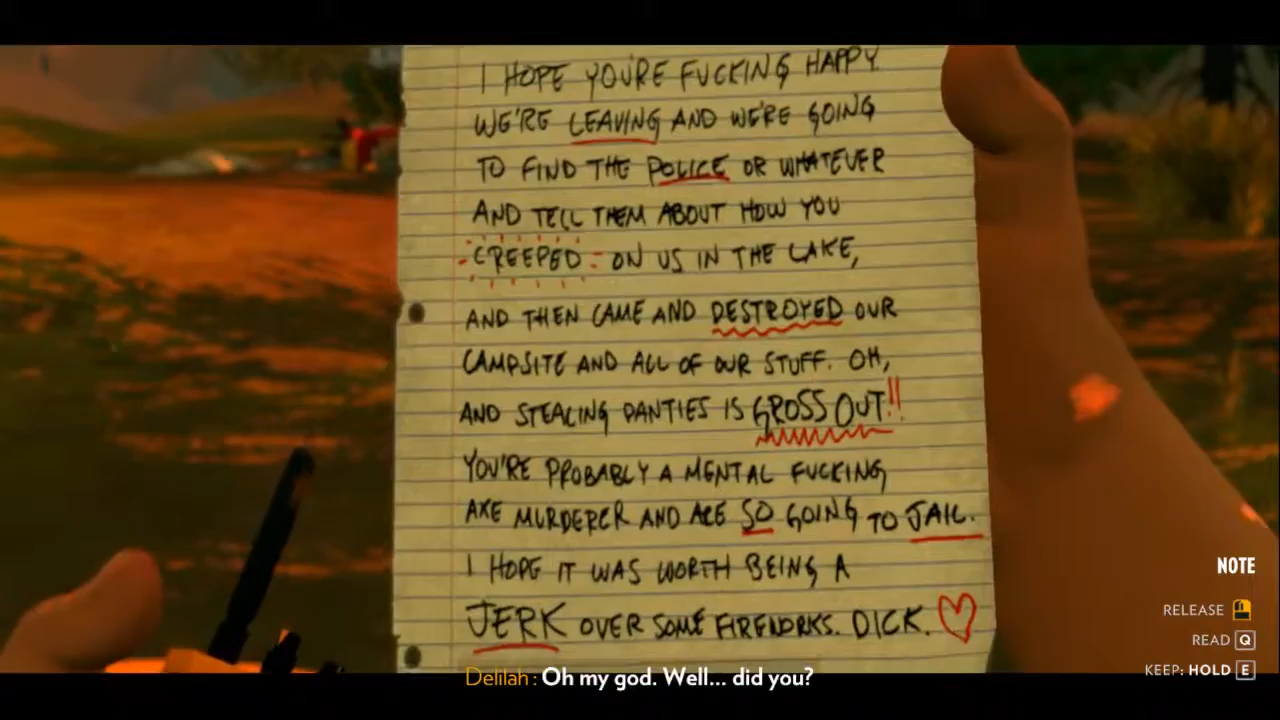 I HOPE YOU'RE FUCKING HAPPY.
WE'RE LEAVING AND WE'RE GOING
TO FIND THE POLICE OR WHATEVER
AND TELL THEM ABOUT HOW YOU
CREEPED ON US IN THE LAKE,
AND THEN CAME AND DESTROYED OUR
CAMPSITE AND ALL OF OUR STUFF. OH,
AND STEALING PANTIES IS GROSS OUT!!
YOU'RE PROBABLY A MENTAL FUCKING
AXE MURDERER AND ARE SO GOING TO JAIL.
I HOPE IT WAS WORTH BEING A
JERK OVER SOME FIREWORKS. DICK.
NOTE
RELEASE
READ Q
KEEP: HOLD E
Delilah : Oh my god. Well... did you?